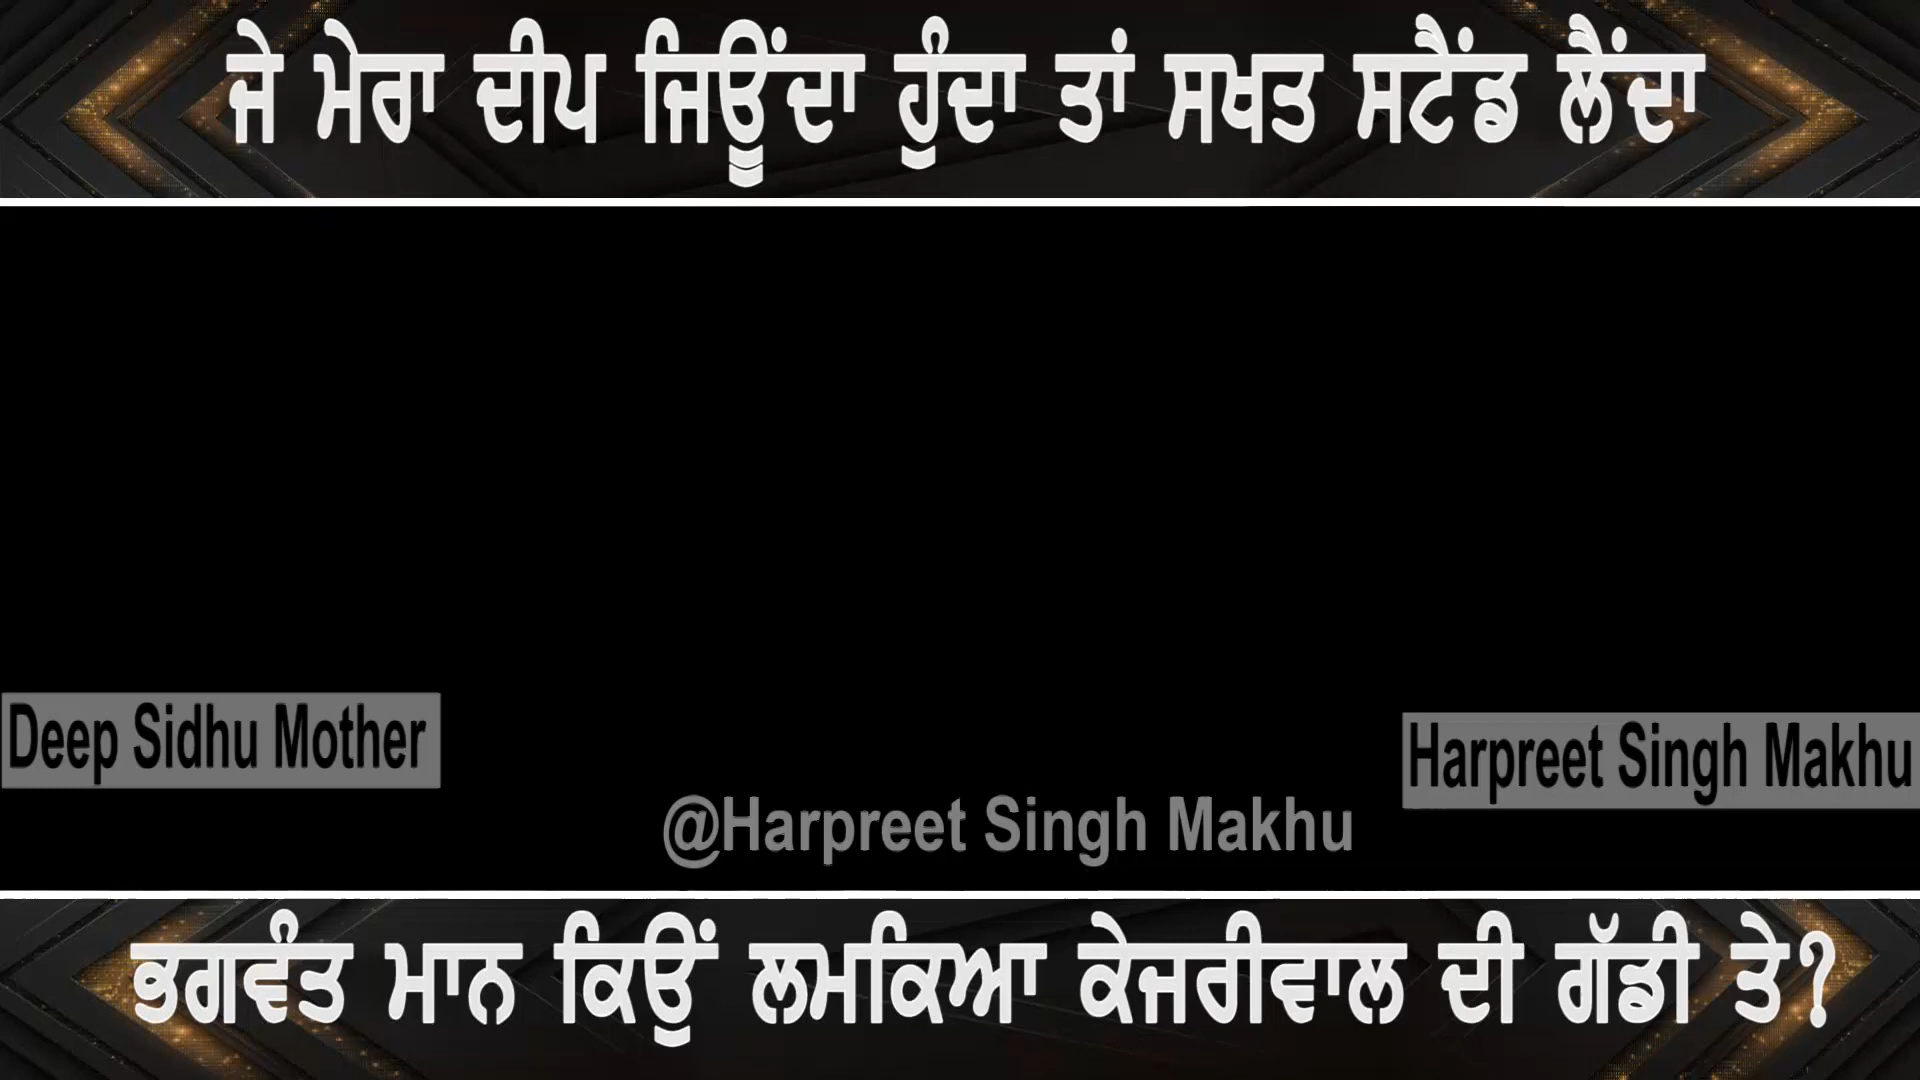 ਜੇ ਮੇਰਾ ਦੀਪ ਜਿਊਂਦਾ ਹੁੰਦਾ ਤਾਂ ਸਖਤ ਸਟੈਂਡ ਲੈਂਦਾ
Deep Sidhu Mother
Harpreet Singh Makhu
@Harpreet Singh Makhu
ਭਗਵੰਤ ਮਾਨ ਕਿਉਂ ਲਮਕਿਆ ਕੇਜਰੀਵਾਲ ਦੀ ਗੱਡੀ ਤੇ?